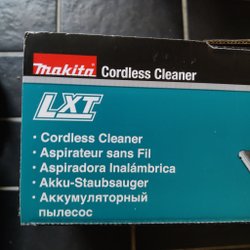 makita Cordless Cleaner
LXT
· Cordless Cleaner
· Aspirateur sans Fil
· Aspiradora Inalámbrica
· Akku-Staubsauger
· Аккумуляторный
пылесос